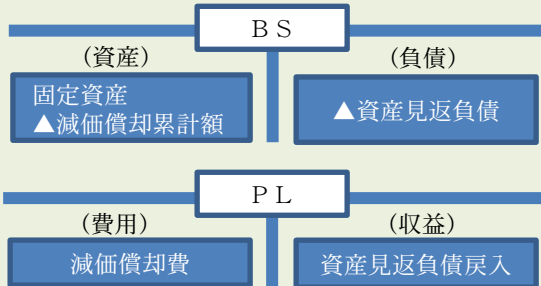 ＢＳ
（資産）
（負債）
固定資産
▲減価償却累計額
▲資産見返負債
ＰＬ
（費用）
（収益）
減価償却費
資産見返負債戻入